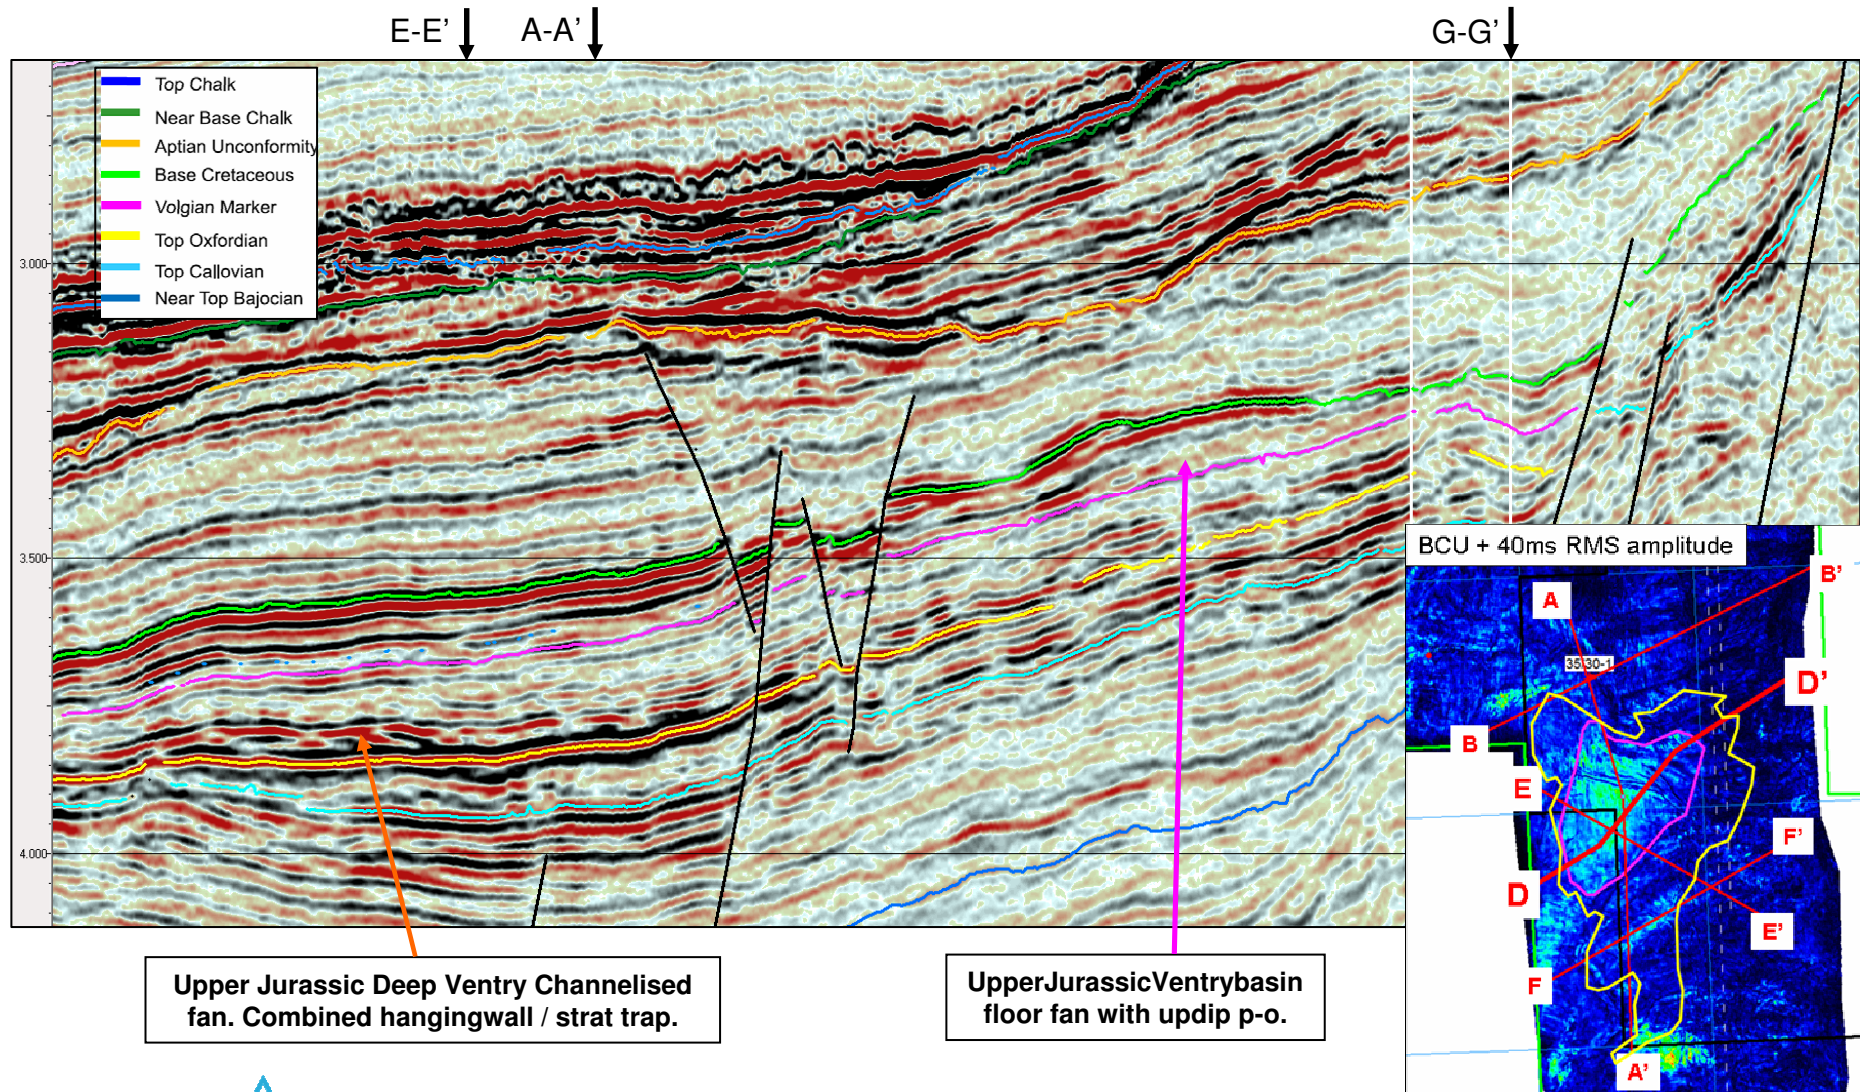 E-E’
A-A’
G-G’
Top Chalk
Near Base Chalk
Aptian Unconformity
Base Cretaceous
Volgian Marker
Top Oxfordian
Top Callovian
Near Top Bajocian
3.000
3.500
4.000
BCU + 40ms RMS amplitude
B’
A
35/30-1
D’
B
E
F’
D
E’
F
A’
Upper Jurassic Deep Ventry Channelised
fan. Combined hangingwall / strat trap.
UpperJurassicVentrybasin
floor fan with updip p-o.